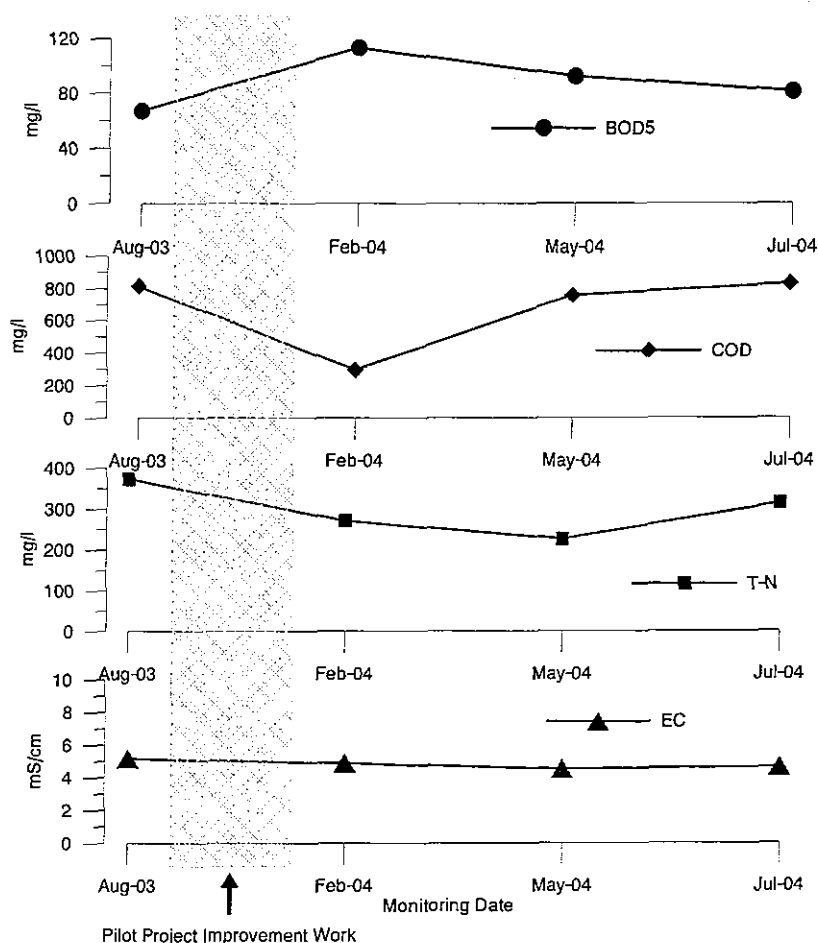 120
80
40
0
mg/l
BOD5
Aug-03 Feb-04 May-04 Jul-04
1000
800
600
400
200
0
mg/l
COD
Aug-03 Feb-04 May-04 Jul-04
400
300
200
100
0
mg/l
T-N
Aug-03 Feb-04 May-04 Jul-04
10
8
6
4
2
0
mS/cm
EC
Aug-03 Feb-04 May-04 Jul-04
Monitoring Date
Pilot Project Improvement Work